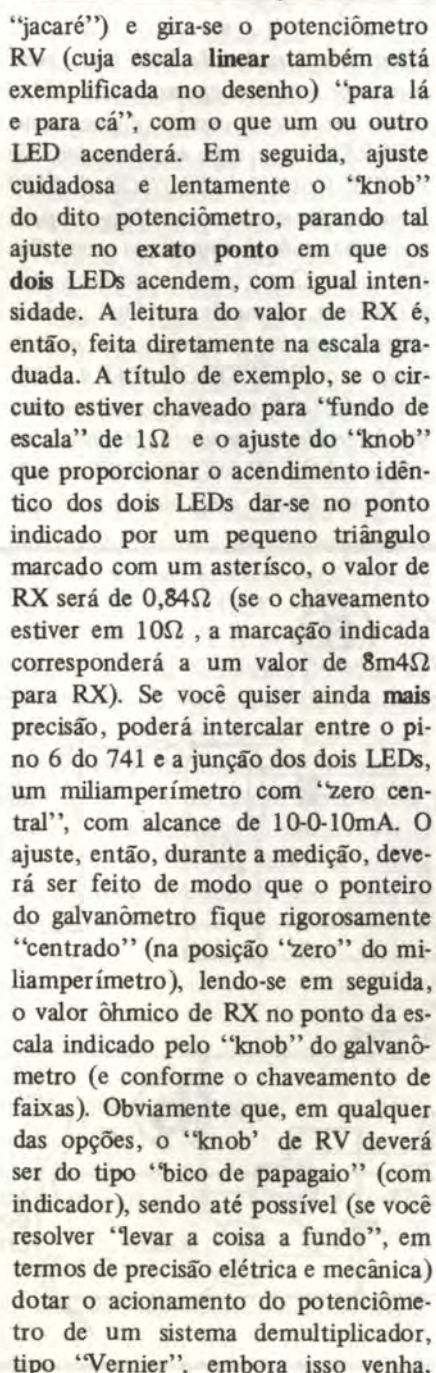 “jacaré”) e gira-se o potenciômetro
RV (cuja escala linear também está
exemplificada no desenho) “para lá
e para cá”, com o que um ou outro
LED acenderá. Em seguida, ajuste
cuidadosa e lentamente o “knob”
do dito potenciômetro, parando tal
ajuste no exato ponto em que os
dois LEDs acendem, com igual inten-
sidade. A leitura do valor de RX é,
então, feita diretamente na escala gra-
duada. A título de exemplo, se o cir-
cuito estiver chaveado para “fundo de
escala” de 1Ω e o ajuste do “knob”
que proporcionar o acendimento idên-
tico dos dois LEDs dar-se no ponto
indicado por um pequeno triângulo
marcado com um asterísco, o valor de
RX será de 0,84Ω (se o chaveamento
estiver em 10Ω , a marcação indicada
corresponderá a um valor de 8m4Ω
para RX). Se você quiser ainda mais
precisão, poderá intercalar entre o pi-
no 6 do 741 e a junção dos dois LEDs,
um miliamperímetro com “zero cen-
tral”, com alcance de 10-0-10mA. O
ajuste, então, durante a medição, deve-
rá ser feito de modo que o ponteiro
do galvanômetro fique rigorosamente
“centrado” (na posição “zero” do mi-
liamperímetro), lendo-se em seguida,
o valor ôhmico de RX no ponto da es-
cala indicado pelo “knob” do galvanô-
metro (e conforme o chaveamento de
faixas). Obviamente que, em qualquer
das opções, o “knob’ de RV deverá
ser do tipo “bico de papagaio” (com
indicador), sendo até possível (se você
resolver “levar a coisa a fundo”, em
termos de precisão elétrica e mecânica)
dotar o acionamento do potenciôme-
tro de um sistema demultiplicador,
tipo “Vernier”, embora isso venha,